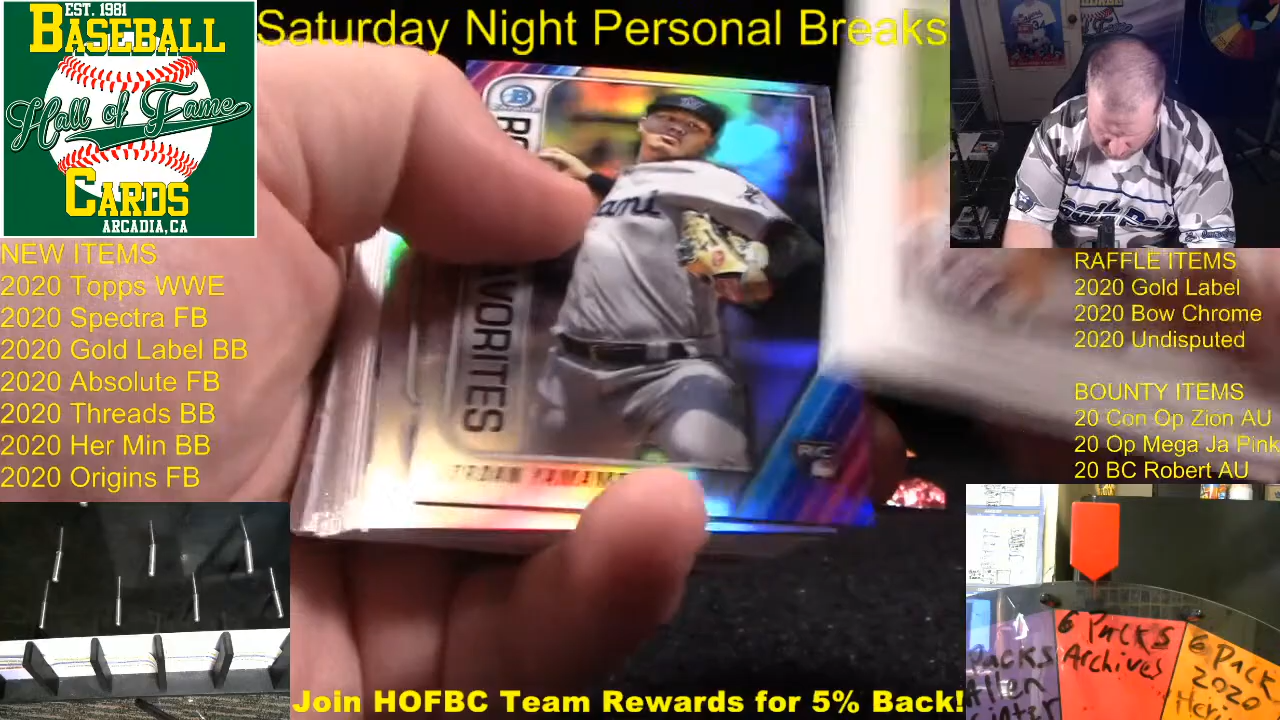 EST. 1981
BASEBALL
Hall of Fame
CARDS
ARCADIA, CA
Saturday Night Personal Breaks
NEW ITEMS
2020 Topps WWE
2020 Spectra FB
2020 Gold Label BB
2020 Absolute FB
2020 Threads BB
2020 Her Min BB
2020 Origins FB
RAFFLE ITEMS
2020 Gold Label
2020 Bow Chrome
2020 Undisputed
BOUNTY ITEMS
20 Con Op Zion AU
20 Op Mega Ja Pink
20 BC Robert AU
RC
6 Packs
Archives
6 Pack
2020
Packs
Join HOFBC Team Rewards for 5% Back!